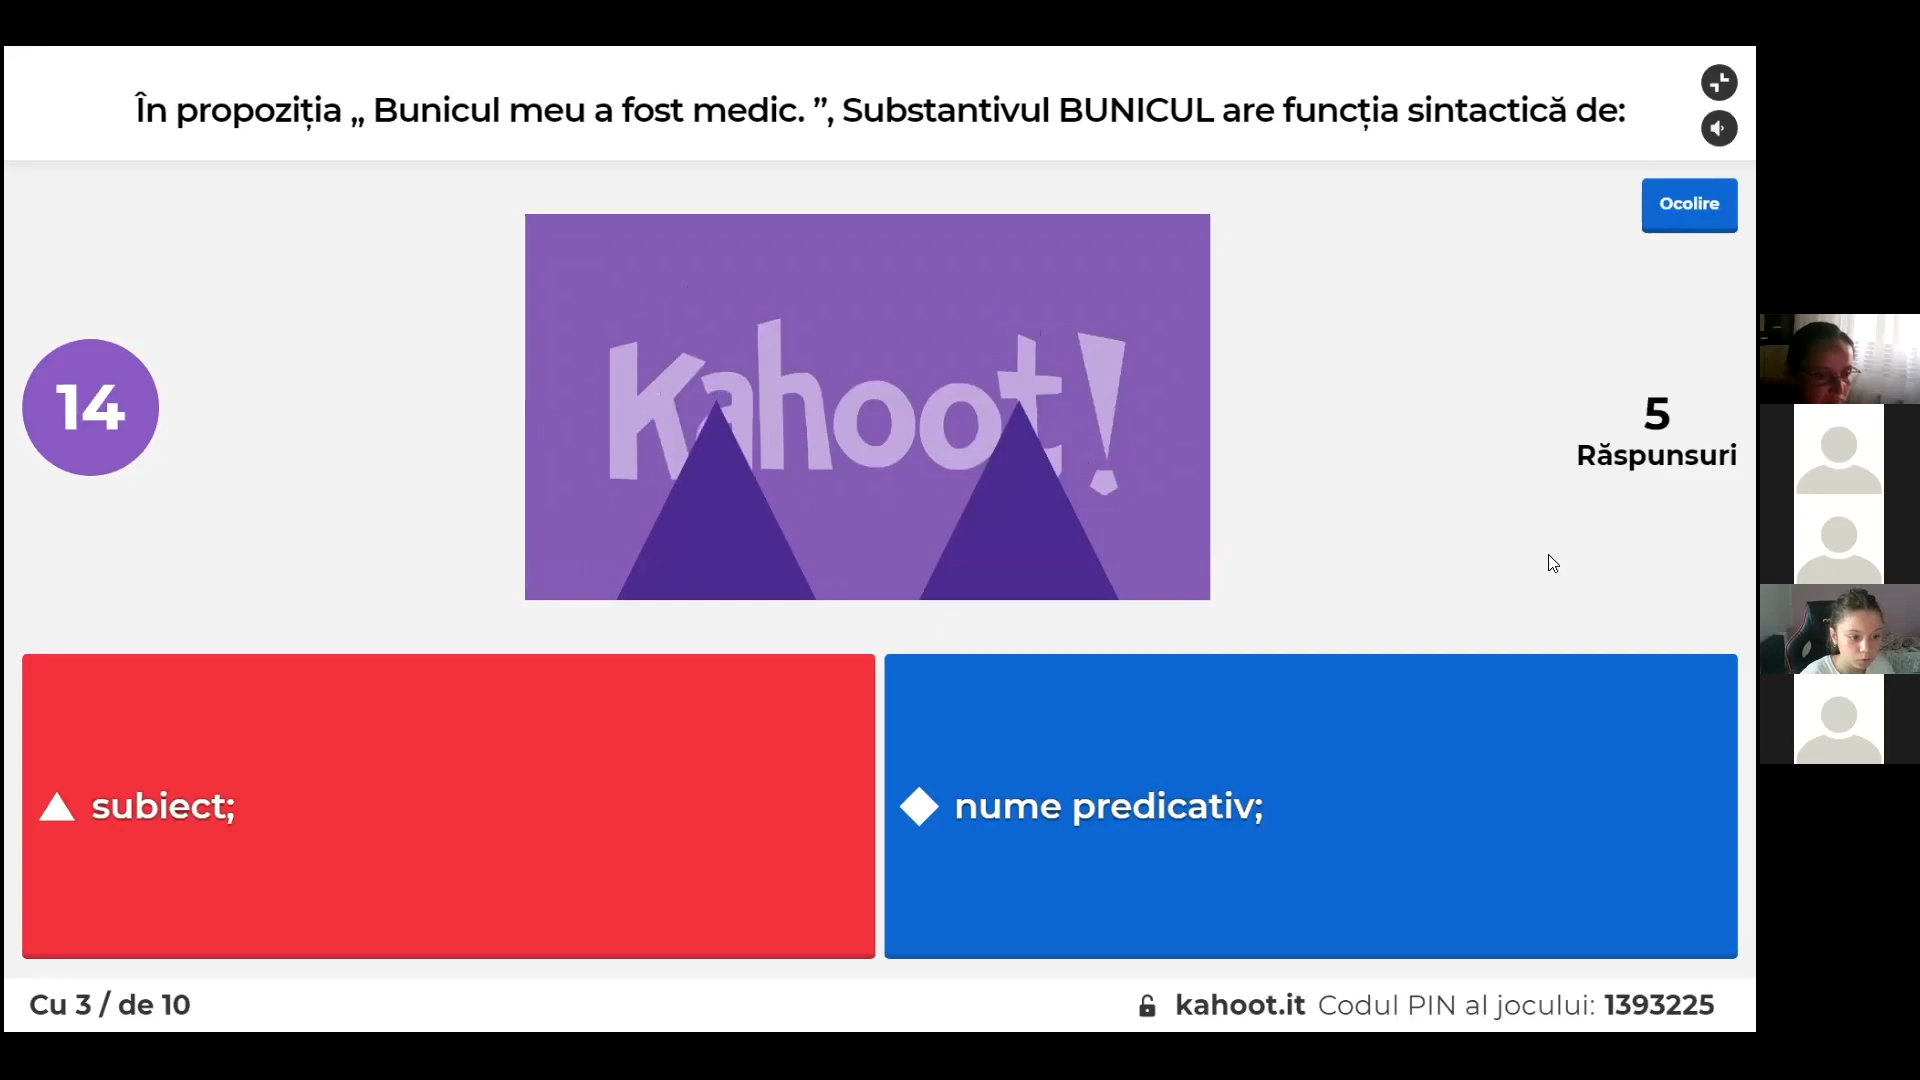 În propoziția „ Bunicul meu a fost medic. ”, Substantivul BUNICUL are funcția sintactică de:
Ocolire
Kahoot!
14
5
Răspunsuri
subiect;
nume predicativ;
Cu 3 / de 10
kahoot.it Codul PIN al jocului: 1393225